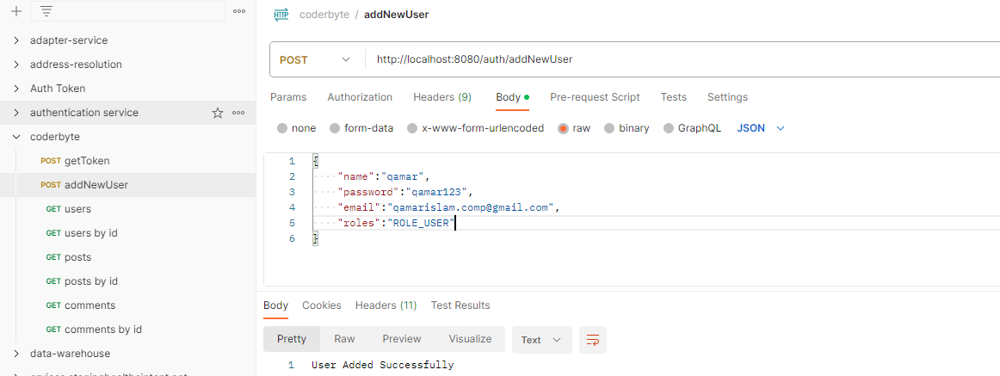 HTTP coderbyte / addNewUser
adapter-service
address-resolution
Auth Token
authentication service
coderbyte
POST getToken
POST addNewUser
GET users
GET users by id
GET posts
GET posts by id
GET comments
GET comments by id
data-warehouse
POST http://localhost:8080/auth/addNewUser
Params Authorization Headers (9) Body Pre-request Script Tests Settings
none form-data x-www-form-urlencoded raw binary GraphQL JSON
1 {
2 "name":"qamar",
3 "password":"qamar123",
4 "email":"qamarislam.comp@gmail.com",
5 "roles":"ROLE_USER"
6 }
Body Cookies Headers (11) Test Results
Pretty Raw Preview Visualize Text
1 User Added Successfully